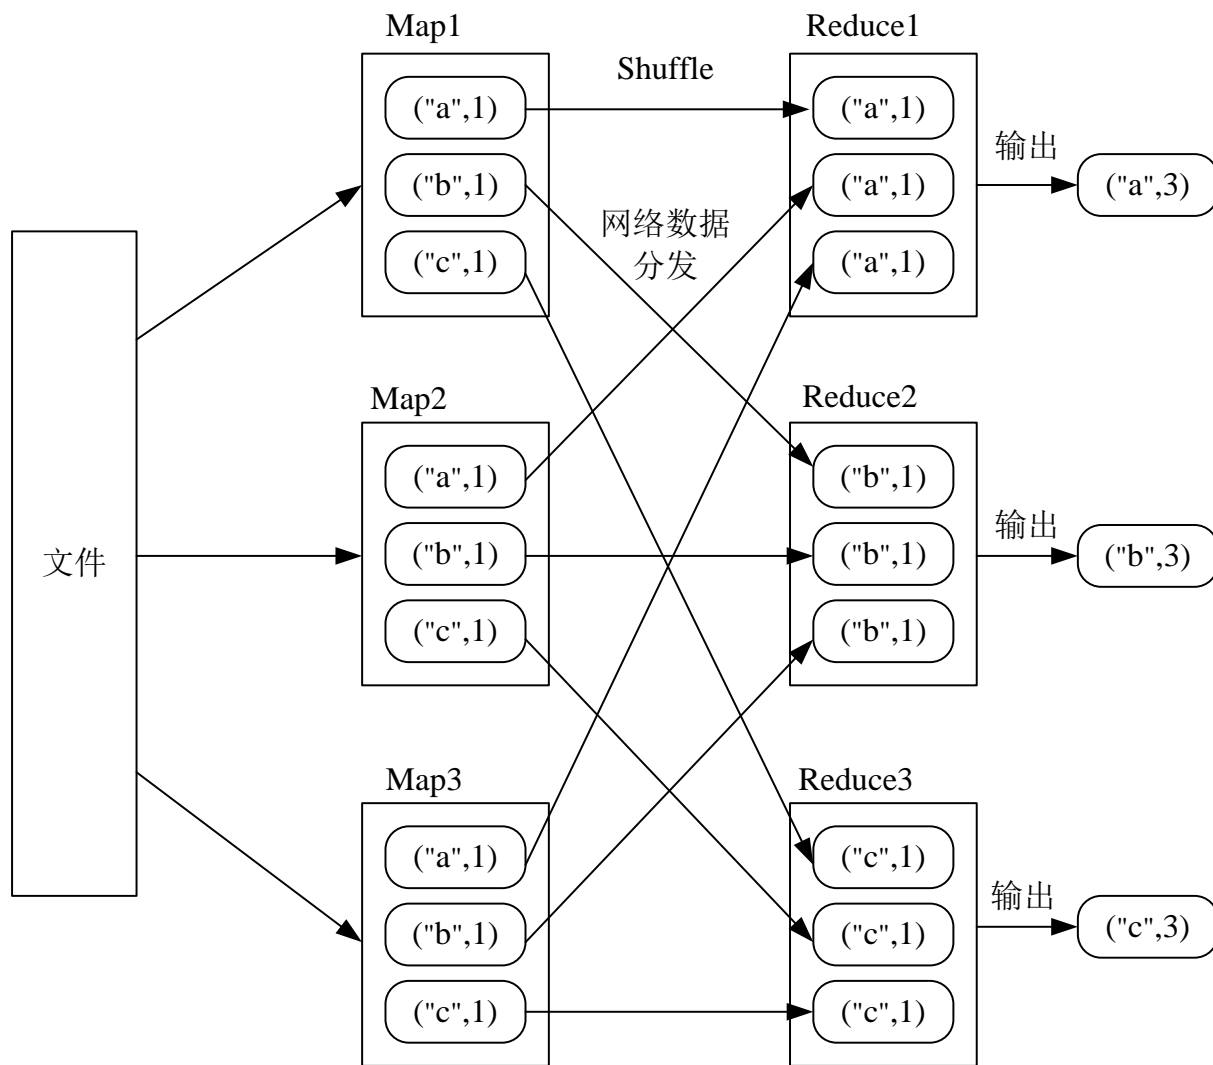 Map1
Reduce1
Shuffle
("a",1)
("b",1)
("c",1)
("a",1)
("a",1)
("a",1)
输出
("a",3)
网络数据
分发
文件
Map2
Reduce2
("a",1)
("b",1)
("c",1)
("b",1)
("b",1)
("b",1)
输出
("b",3)
Map3
Reduce3
("a",1)
("b",1)
("c",1)
("c",1)
("c",1)
("c",1)
输出
("c",3)